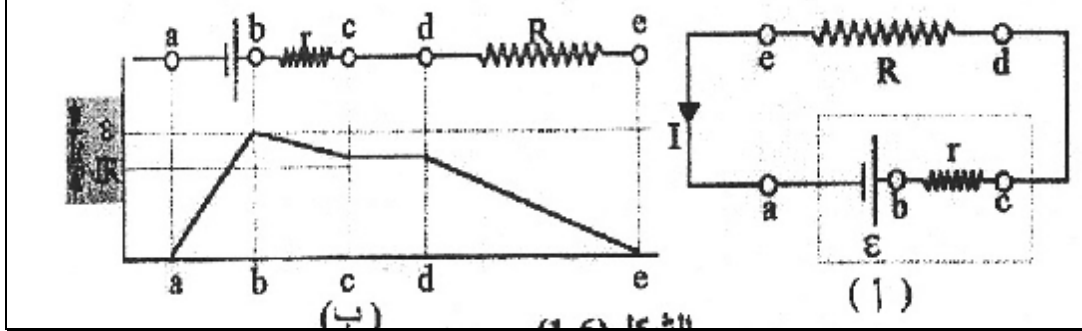 a b r c d R e
ε
IR
a b c d e
(ب)
e R d
I
a b r c
ε
(أ)